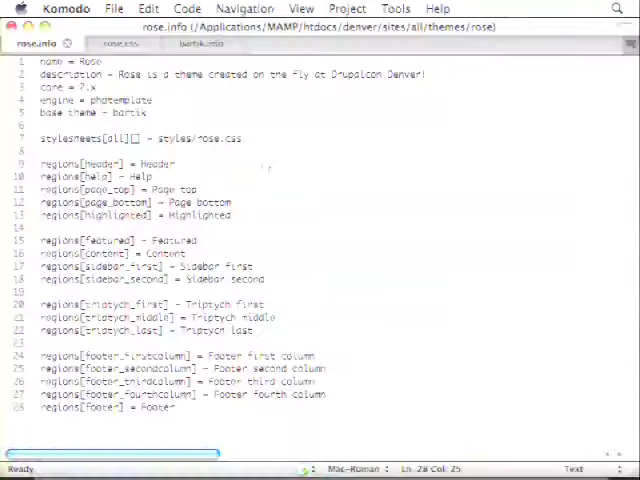 Komodo File Edit Code Navigation View Project Tools Help
rose.info (/Applications/MAMP/htdocs/denver/sites/all/themes/rose)
rose.info rose.css bartik.info
1 name = Rose
2 description = Rose is a theme created on the fly at Drupalcon Denver!
3 core = 7.x
4 engine = phptemplate
5 base theme = bartik
6
7 stylesheets[all][] = styles/rose.css
8
9 regions[header] = Header
10 regions[help] = Help
11 regions[page_top] = Page top
12 regions[page_bottom] = Page bottom
13 regions[highlighted] = Highlighted
14
15 regions[featured] = Featured
16 regions[content] = Content
17 regions[sidebar_first] = Sidebar first
18 regions[sidebar_second] = Sidebar second
19
20 regions[triptych_first] = Triptych first
21 regions[triptych_middle] = Triptych middle
22 regions[triptych_last] = Triptych last
23
24 regions[footer_firstcolumn] = Footer first column
25 regions[footer_secondcolumn] = Footer second column
26 regions[footer_thirdcolumn] = Footer third column
27 regions[footer_fourthcolumn] = Footer fourth column
28 regions[footer] = Footer
Ready Mac-Roman Ln: 28 Col: 25 Text